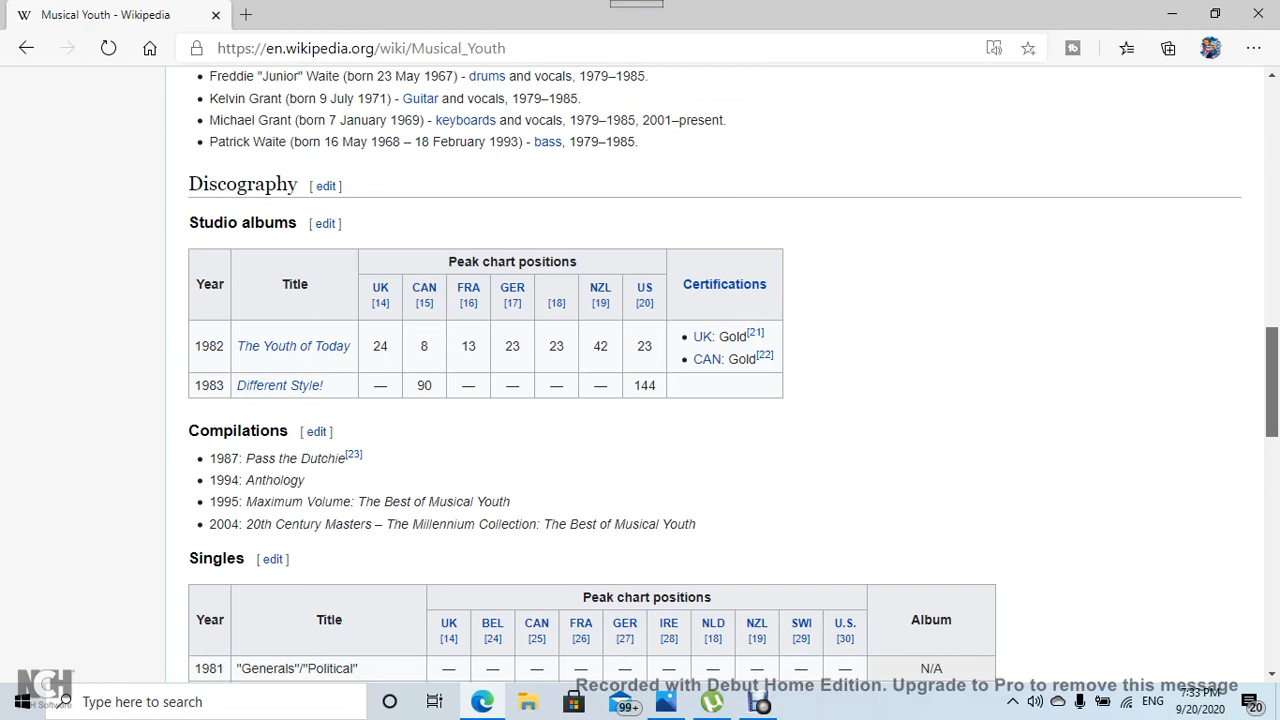 Musical Youth - Wikipedia
https://en.wikipedia.org/wiki/Musical_Youth
99+
• Freddie "Junior" Waite (born 23 May 1967) - drums and vocals, 1979–1985.
• Kelvin Grant (born 9 July 1971) - Guitar and vocals, 1979–1985.
• Michael Grant (born 7 January 1969) - keyboards and vocals, 1979–1985, 2001–present.
• Patrick Waite (born 16 May 1968 – 18 February 1993) - bass, 1979–1985.
Discography [ edit ]
Studio albums [ edit ]
Peak chart positions
Year Title UK CAN FRA GER NZL US Certifications
[14] [15] [16] [17] [18] [19] [20]
1982 The Youth of Today 24 8 13 23 23 42 23 • UK: Gold[21]
• CAN: Gold[22]
1983 Different Style! — 90 — — — — 144
Compilations [ edit ]
• 1987: Pass the Dutchie[23]
• 1994: Anthology
• 1995: Maximum Volume: The Best of Musical Youth
• 2004: 20th Century Masters – The Millennium Collection: The Best of Musical Youth
Singles [ edit ]
Peak chart positions
Year Title UK BEL CAN FRA GER IRE NLD NZL SWI U.S. Album
[14] [24] [25] [26] [27] [28] [18] [19] [29] [30]
1981 "Generals"/"Political" — — — — — — — — — — N/A
Recorded with Debut Home Edition. Upgrade to Pro to remove this message
NCH
NCH Software
Type here to search
ENG
7:33 PM
9/20/2020
20